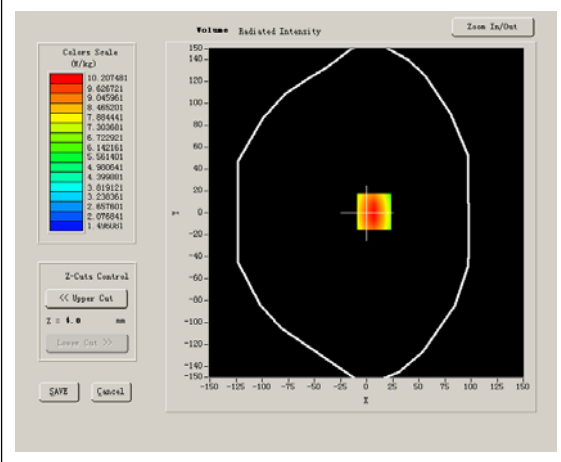 Volume Radiated Intensity
Zoom In/Out
Colors Scale
(W/kg)
10.207481
9.626721
9.045961
8.465201
7.884441
7.303681
6.722921
6.142161
5.561401
4.980641
4.399881
3.819121
3.238361
2.657601
2.076841
1.496081
150
120
100
80
60
40
20
0
-20
-40
-60
-80
-100
-120
-140
-150
Y
-150 -125 -100 -75 -50 -25 0 25 50 75 100 125 150
X
Z-Cuts Control
<< Upper Cut
Z = 4.0 mm
Lower Cut >>
SAVE Cancel